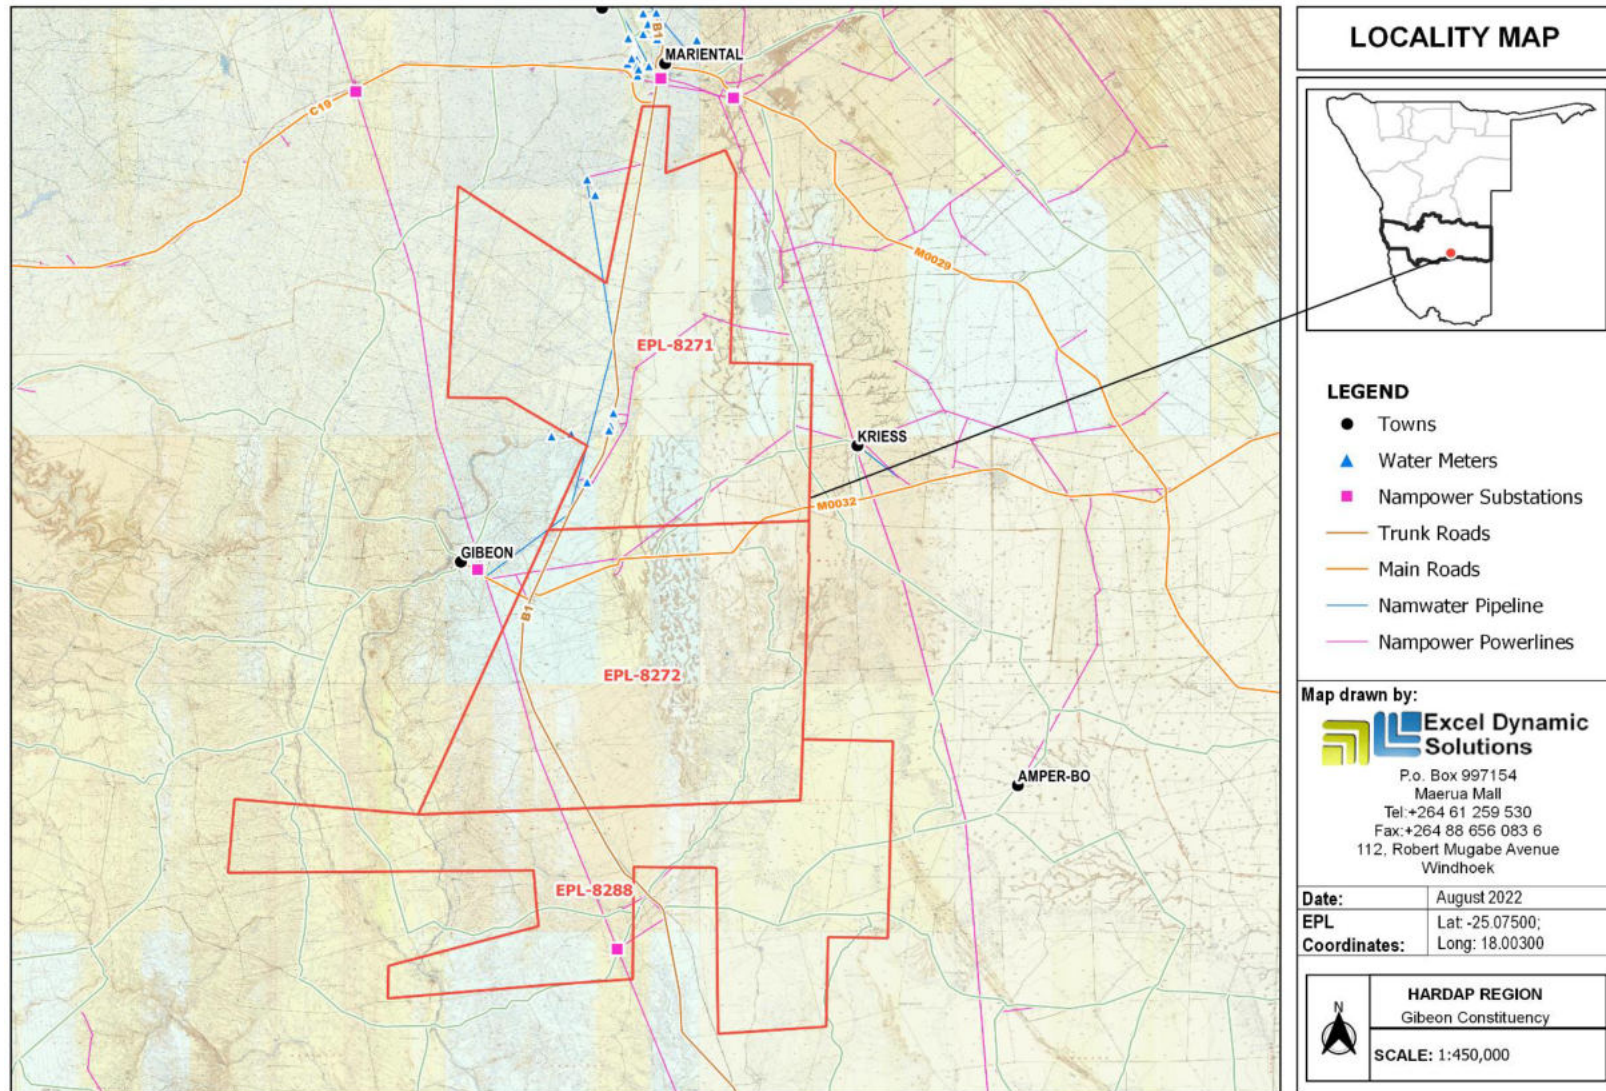 LOCALITY MAP
B1
MARIENTAL
C19
M0029
EPL-8271
KRIESS
M0032
GIBEON
B1
EPL-8272
AMPER-BO
EPL-8288
LEGEND
Towns
Water Meters
Nampower Substations
Trunk Roads
Main Roads
Namwater Pipeline
Nampower Powerlines
Map drawn by:
Excel Dynamic
Solutions
P.o. Box 997154
Maerua Mall
Tel:+264 61 259 530
Fax:+264 88 656 083 6
112, Robert Mugabe Avenue
Windhoek
Date: August 2022
EPL Lat: -25.07500;
Coordinates: Long: 18.00300
N
HARDAP REGION
Gibeon Constituency
SCALE: 1:450,000